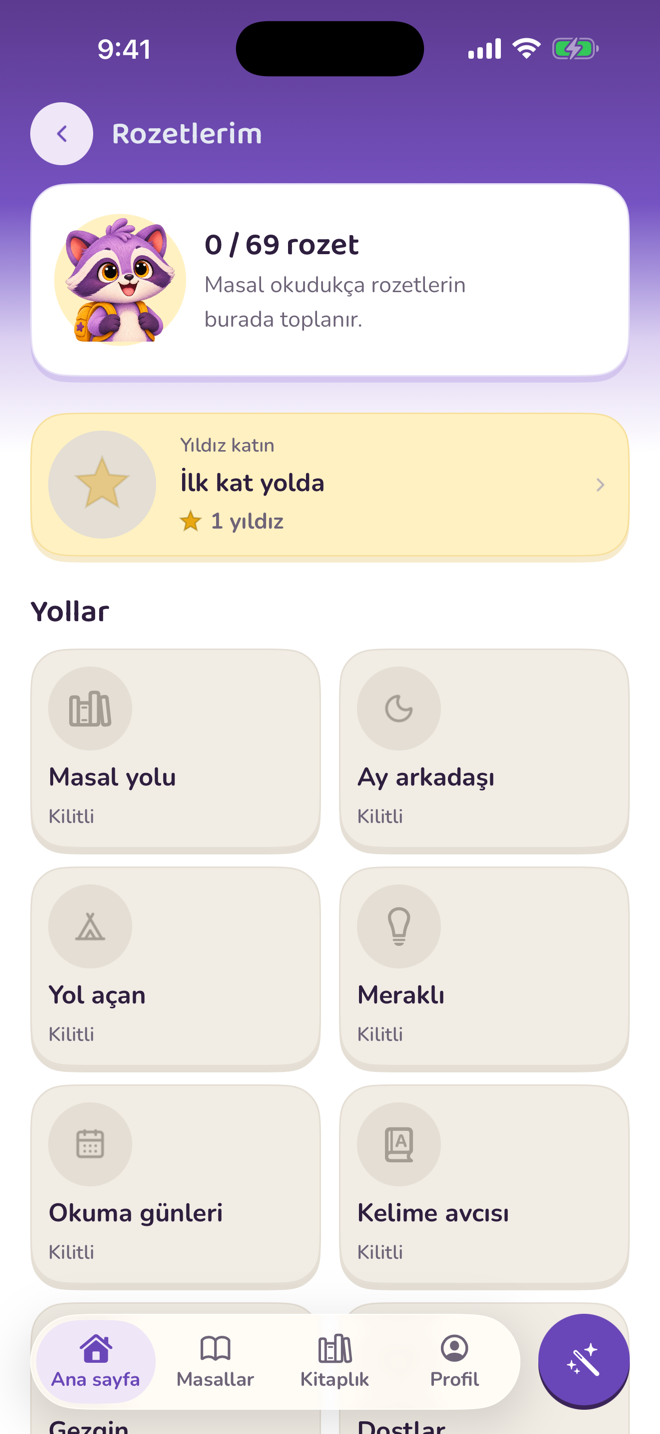 9:41
Rozetlerim
0 / 69 rozet
Masal okudukça rozetlerin
burada toplanır.
Yıldız katın
İlk kat yolda
1 yıldız
Yollar
Masal yolu
Kilitli
Ay arkadaşı
Kilitli
Yol açan
Kilitli
Meraklı
Kilitli
Okuma günleri
Kilitli
A
Kelime avcısı
Kilitli
Gezgin
Dostlar
Ana sayfa
Masallar
Kitaplık
Profil